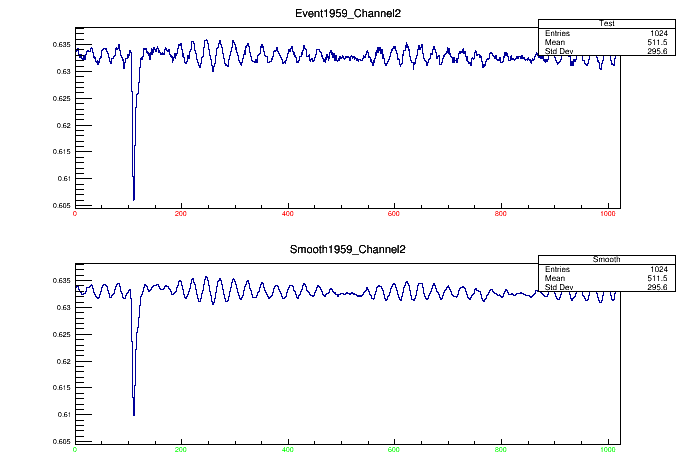 Event1959_Channel2
Test
Entries 1024
Mean 511.5
Std Dev 295.6
0.635
0.63
0.625
0.62
0.615
0.61
0.605
0 200 400 600 800 1000
Smooth1959_Channel2
Smooth
Entries 1024
Mean 511.5
Std Dev 295.6
0.635
0.63
0.625
0.62
0.615
0.61
0.605
0 200 400 600 800 1000